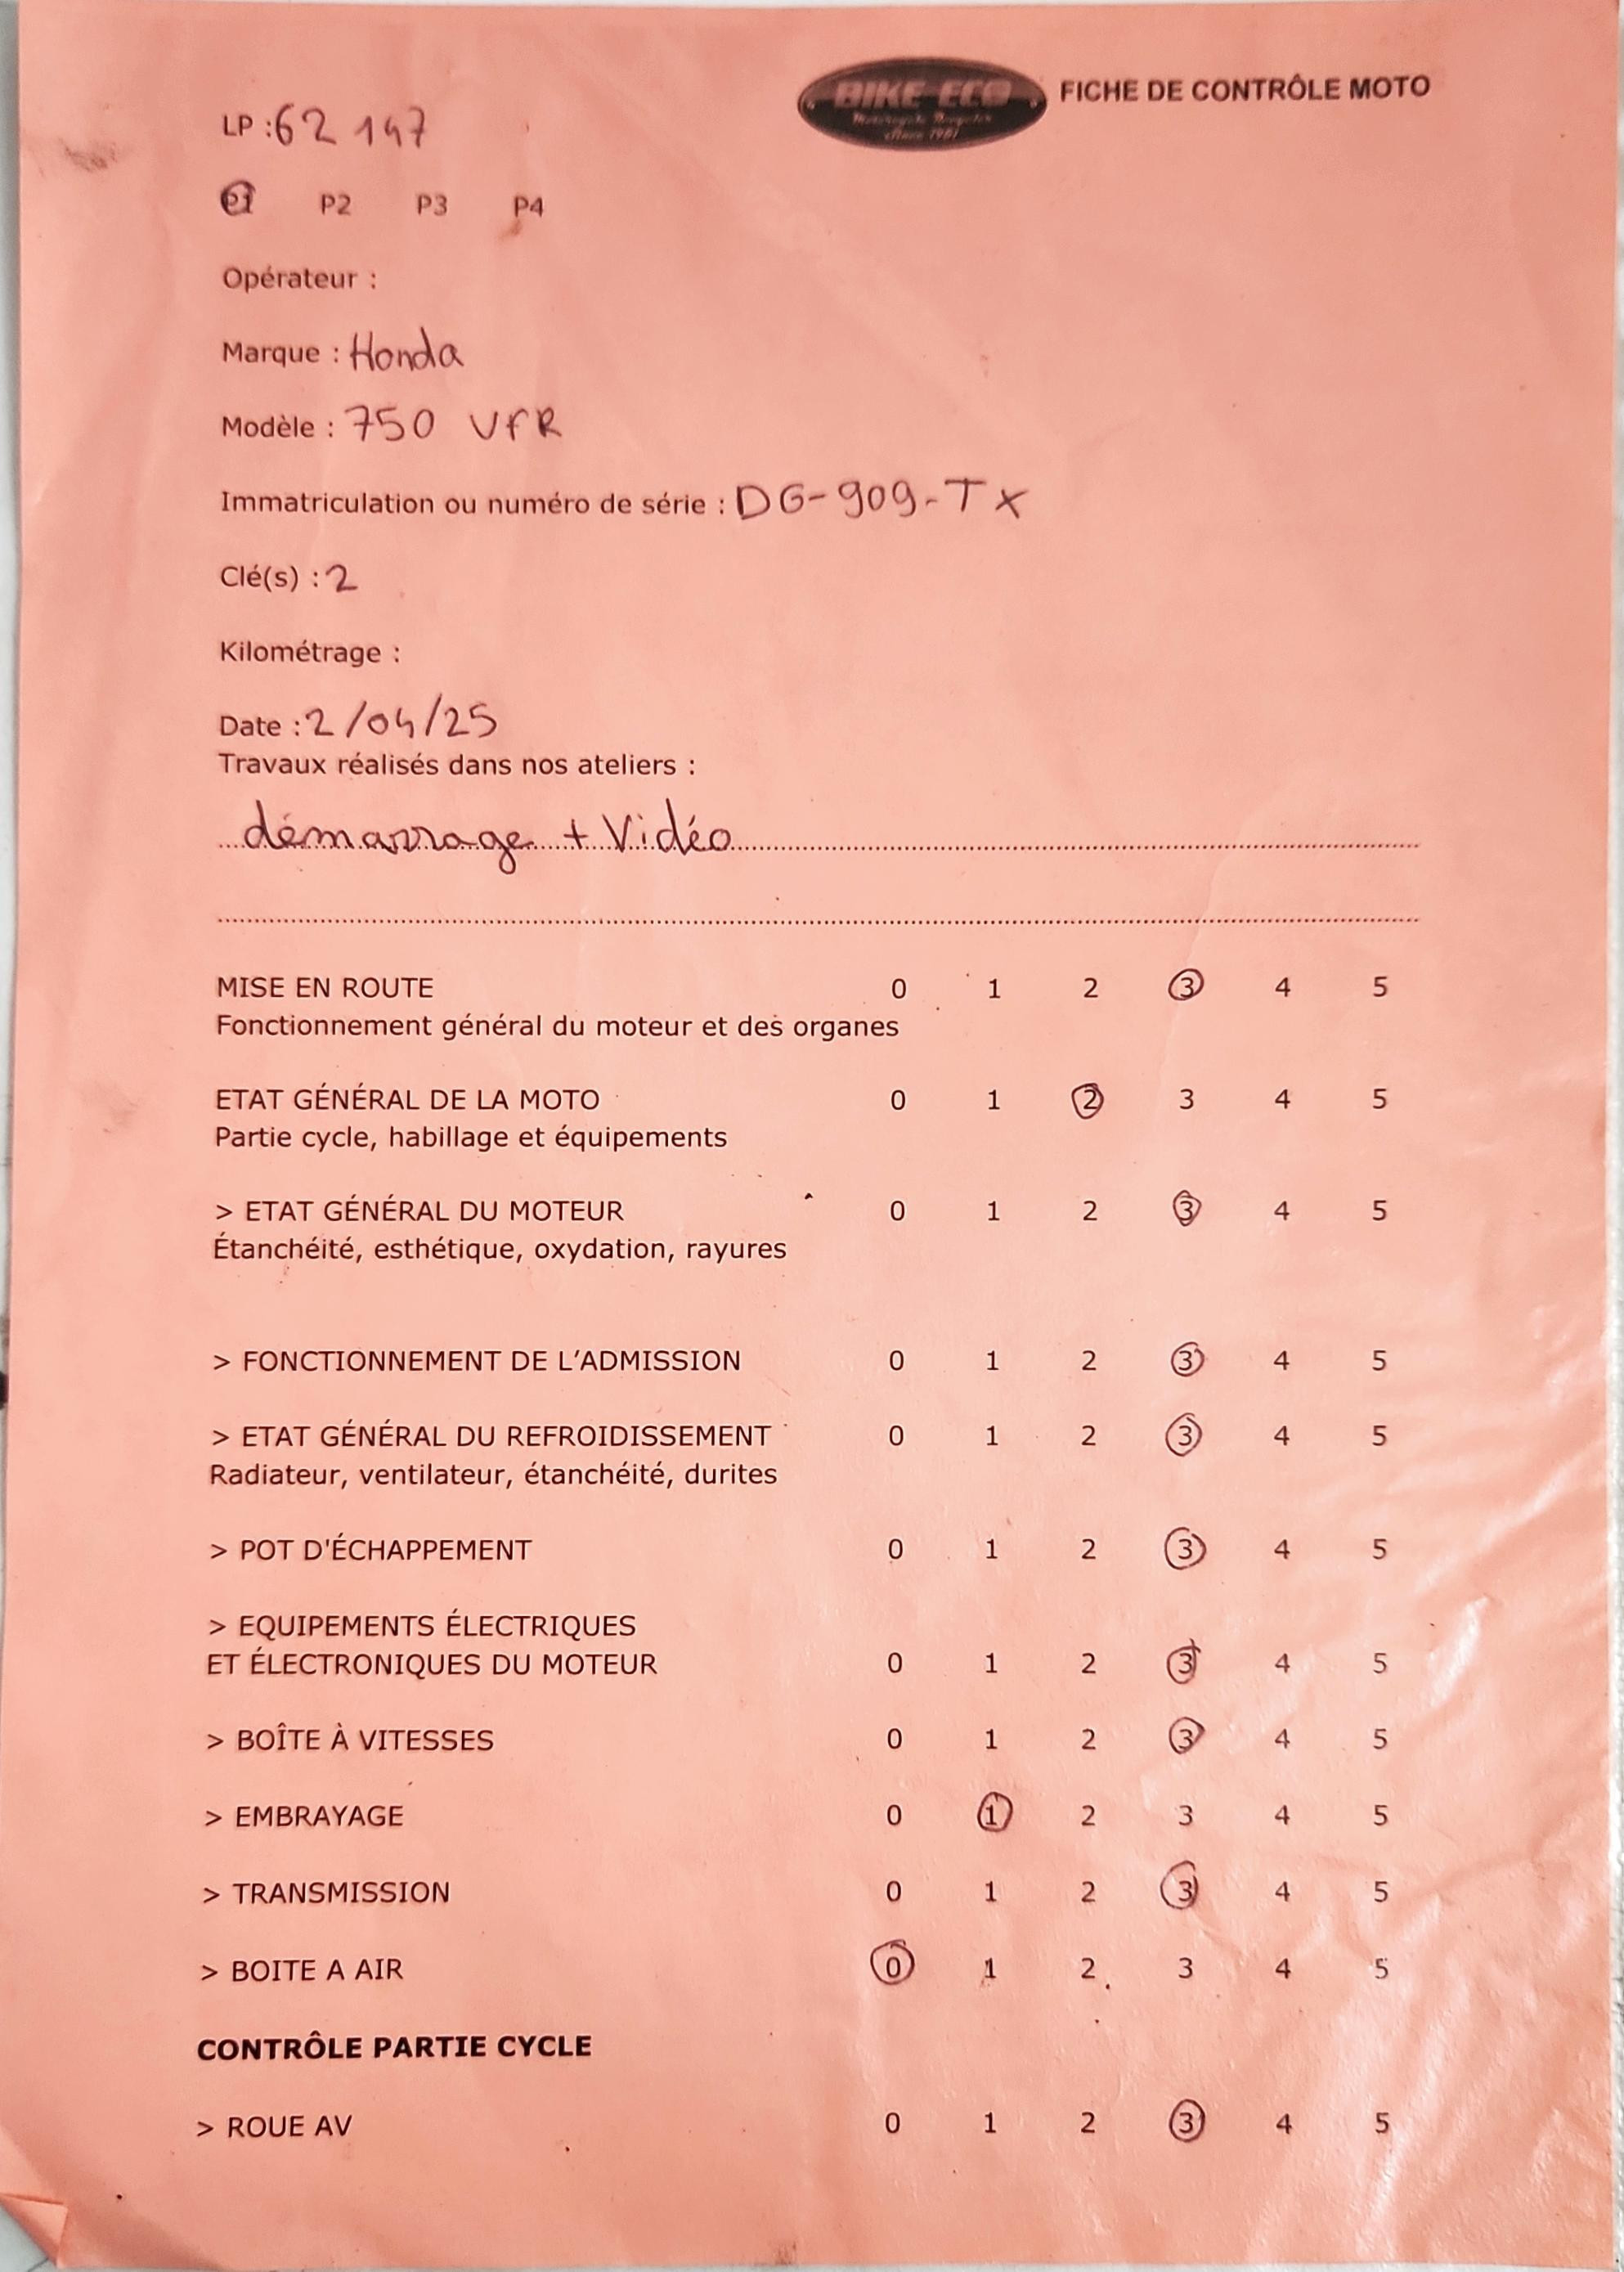 BIKE ECO
FICHE DE CONTRÔLE MOTO
Since 1981
LP : 62 147
P1 P2 P3 P4
Opérateur :
Marque : Honda
Modèle : 750 VfR
Immatriculation ou numéro de série : DG-909-TX
Clé(s) : 2
Kilométrage :
Date : 2/04/25
Travaux réalisés dans nos ateliers :
démarrage + Vidéo
MISE EN ROUTE 0 1 2 3 4 5
Fonctionnement général du moteur et des organes
ETAT GÉNÉRAL DE LA MOTO 0 1 2 3 4 5
Partie cycle, habillage et équipements
> ETAT GÉNÉRAL DU MOTEUR 0 1 2 3 4 5
Étanchéité, esthétique, oxydation, rayures
> FONCTIONNEMENT DE L'ADMISSION 0 1 2 3 4 5
> ETAT GÉNÉRAL DU REFROIDISSEMENT 0 1 2 3 4 5
Radiateur, ventilateur, étanchéité, durites
> POT D'ÉCHAPPEMENT 0 1 2 3 4 5
> EQUIPEMENTS ÉLECTRIQUES
ET ÉLECTRONIQUES DU MOTEUR 0 1 2 3 4 5
> BOÎTE À VITESSES 0 1 2 3 4 5
> EMBRAYAGE 0 1 2 3 4 5
> TRANSMISSION 0 1 2 3 4 5
> BOITE A AIR 0 1 2 3 4 5
CONTRÔLE PARTIE CYCLE
> ROUE AV 0 1 2 3 4 5